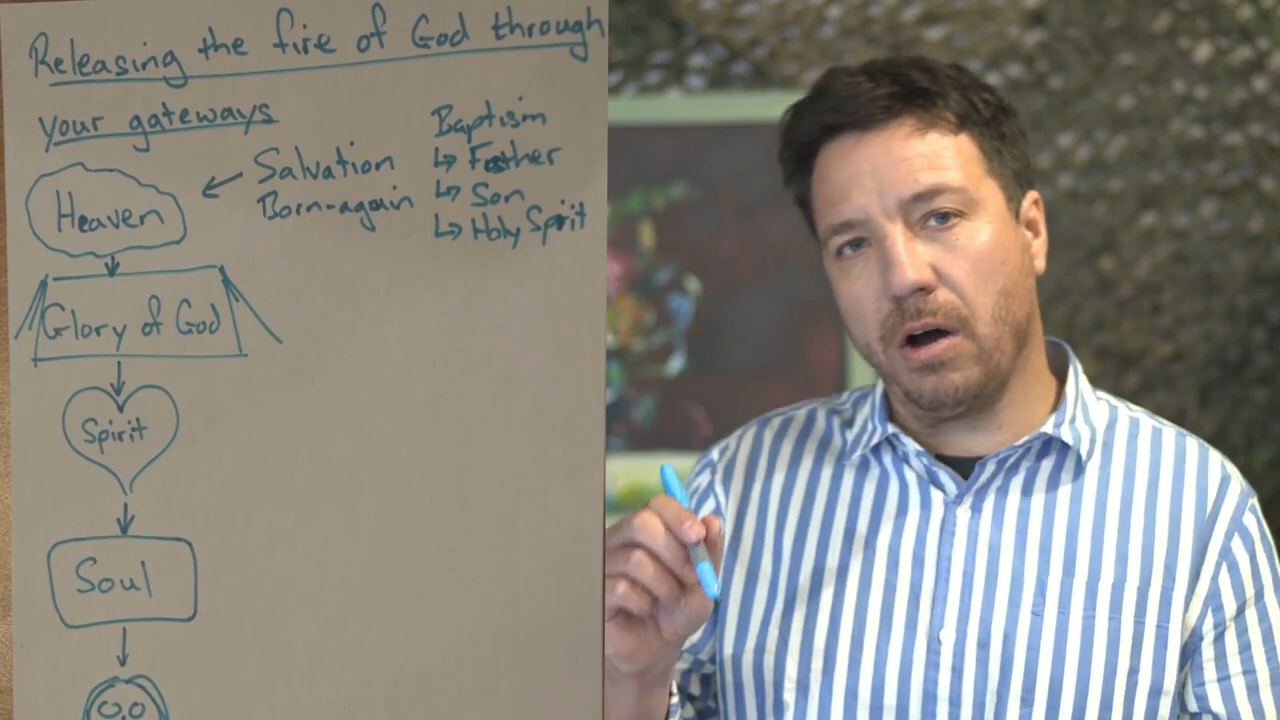 Releasing the fire of God through
your gateways
Heaven
Salvation
Born-again
Baptism
↳ Father
↳ Son
↳ Holy Spirit
Glory of God
Spirit
Soul